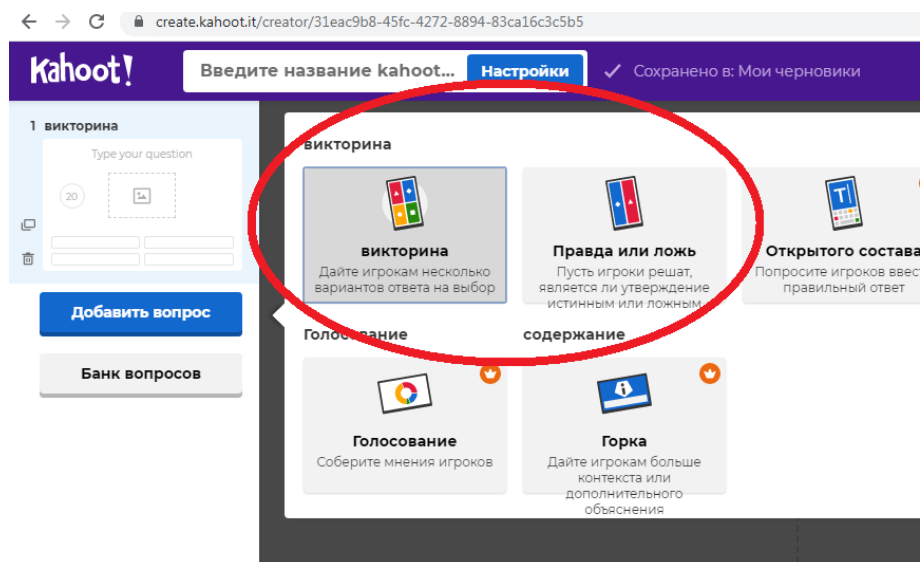 create.kahoot.it/creator/31eac9b8-45fc-4272-8894-83ca16c3c5b5
Kahoot!
Введите название kahoot...
Настройки
Сохранено в: Мои черновики
1 викторина
Type your question
20
Добавить вопрос
Банк вопросов
викторина
викторина
Дайте игрокам несколько
вариантов ответа на выбор
Правда или ложь
Пусть игроки решат,
является ли утверждение
истинным или ложным
Открытого состава
Попросите игроков ввест
правильный ответ
Голосование
содержание
Голосование
Соберите мнения игроков
Горка
Дайте игрокам больше
контекста или
дополнительного
объяснения